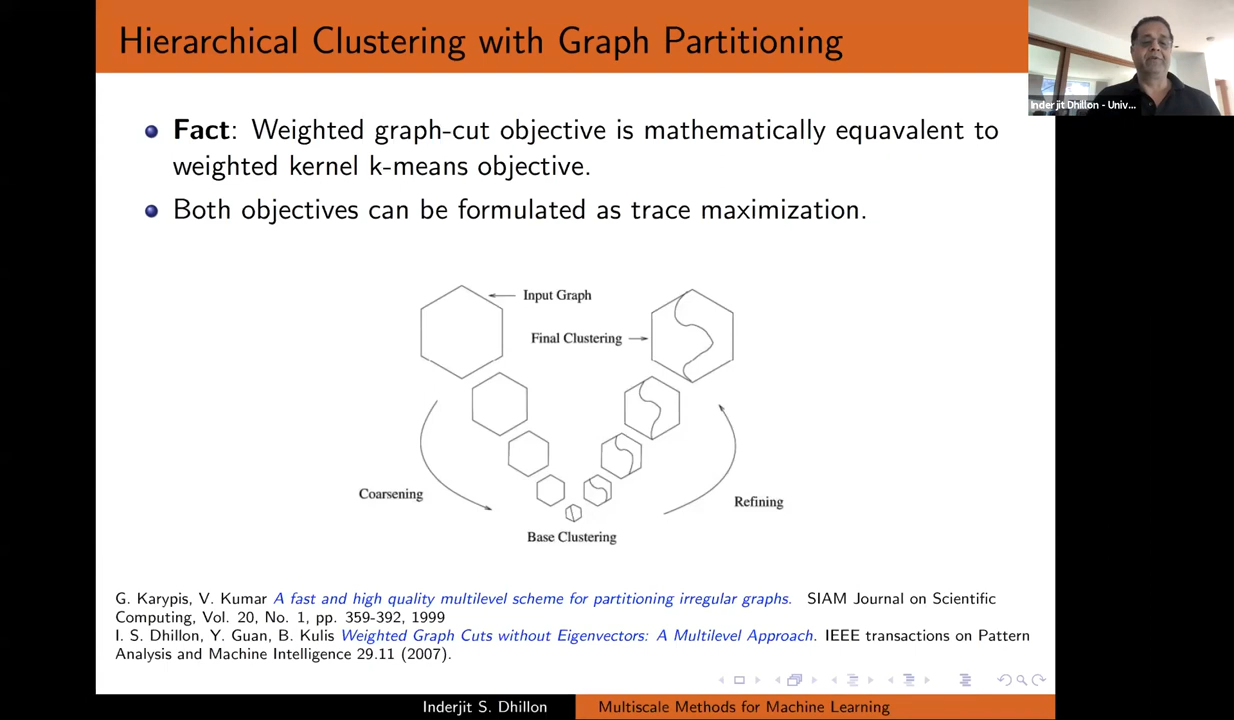 Hierarchical Clustering with Graph Partitioning
Inderjit Dhillon - Univ...
Fact: Weighted graph-cut objective is mathematically equavalent to
weighted kernel k-means objective.
Both objectives can be formulated as trace maximization.
Input Graph
Final Clustering
Coarsening
Refining
Base Clustering
G. Karypis, V. Kumar A fast and high quality multilevel scheme for partitioning irregular graphs. SIAM Journal on Scientific
Computing, Vol. 20, No. 1, pp. 359-392, 1999
I. S. Dhillon, Y. Guan, B. Kulis Weighted Graph Cuts without Eigenvectors: A Multilevel Approach. IEEE transactions on Pattern
Analysis and Machine Intelligence 29.11 (2007).
Inderjit S. Dhillon
Multiscale Methods for Machine Learning